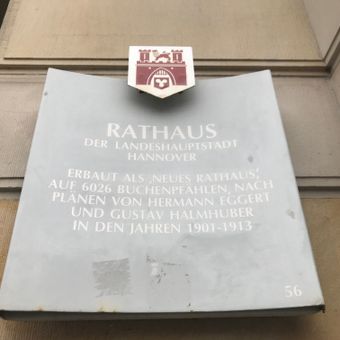 RATHAUS
DER LANDESHAUPTSTADT
HANNOVER
ERBAUT ALS ‚NEUES RATHAUS‘,
AUF 6026 BUCHENPFÄHLEN, NACH
PLÄNEN VON HERMANN EGGERT
UND GUSTAV HALMHUBER
IN DEN JAHREN 1901-1913
56